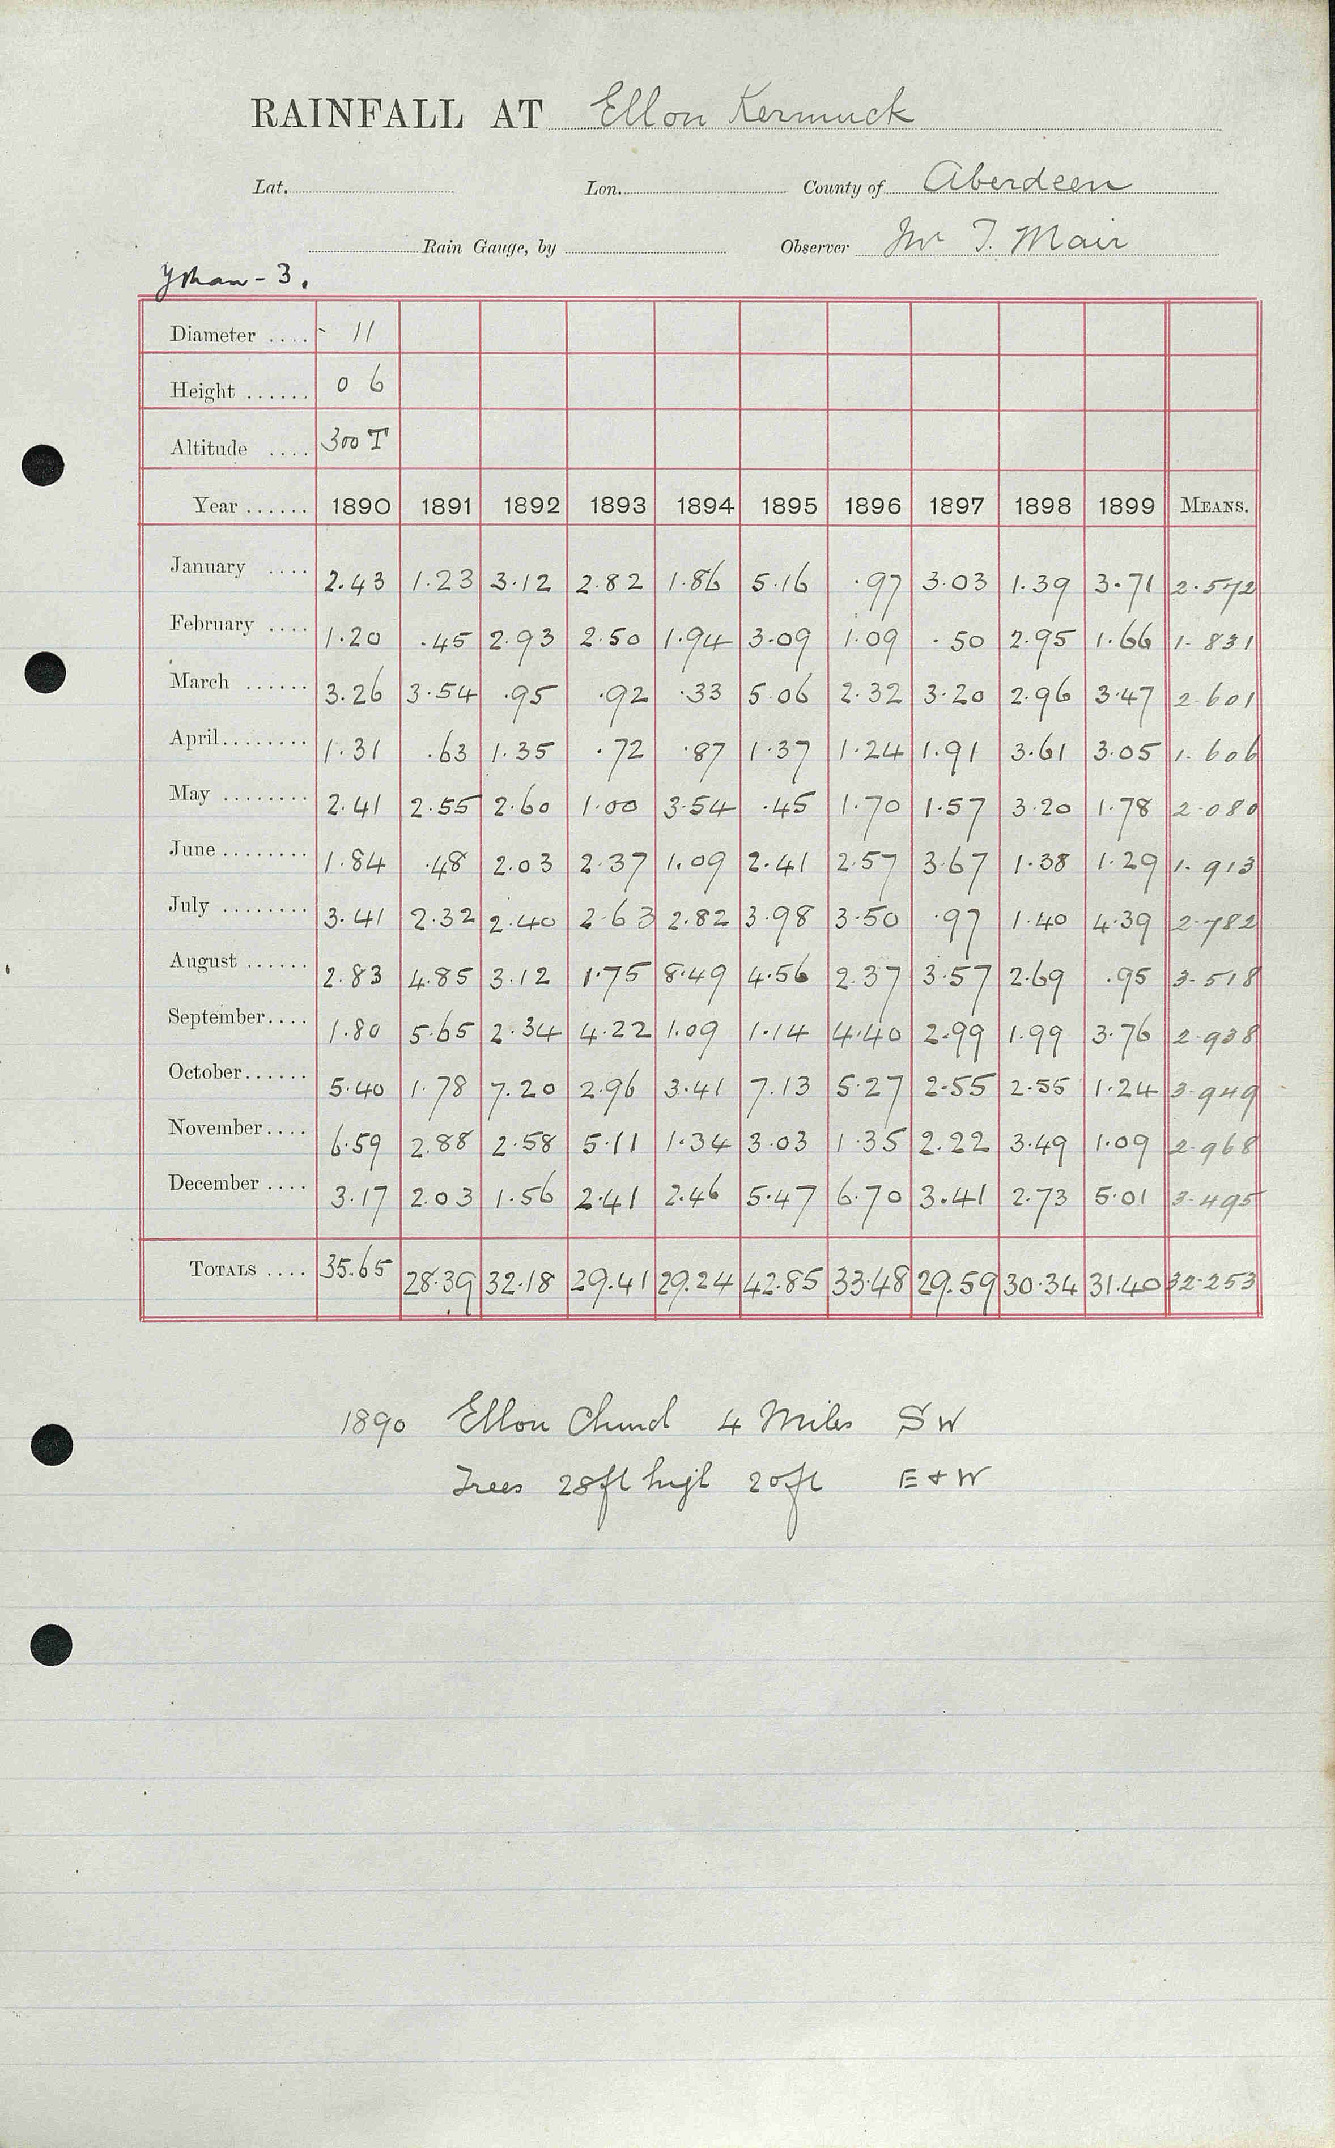 RAINFALL AT Ellon Kermuck
Lat. Lon. County of Aberdeen
Rain Gauge, by Observer Mr T. Mair
Ythan - 3.
Diameter .... - 11
Height ...... 0 6
Altitude .... 300 T
Year ...... 1890 1891 1892 1893 1894 1895 1896 1897 1898 1899 MEANS.
January .... 2.43 1.23 3.12 2.82 1.86 5.16 .97 3.03 1.39 3.71 2.572
February .... 1.20 .45 2.93 2.50 1.94 3.09 1.09 .50 2.95 1.66 1.831
March ...... 3.26 3.54 .95 .92 .33 5.06 2.32 3.20 2.96 3.47 2.601
April........ 1.31 .63 1.35 .72 .87 1.37 1.24 1.91 3.61 3.05 1.606
May ........ 2.41 2.55 2.60 1.00 3.54 .45 1.70 1.57 3.20 1.78 2.080
June ........ 1.84 .48 2.03 2.37 1.09 2.41 2.57 3.67 1.38 1.29 1.913
July ........ 3.41 2.32 2.40 2.63 2.82 3.98 3.50 .97 1.40 4.39 2.782
August ...... 2.83 4.85 3.12 1.75 8.49 4.56 2.37 3.57 2.69 .95 3.518
September.... 1.80 5.65 2.34 4.22 1.09 1.14 4.40 2.99 1.99 3.76 2.938
October...... 5.40 1.78 7.20 2.96 3.41 7.13 5.27 2.55 2.55 1.24 3.949
November.... 6.59 2.88 2.58 5.11 1.34 3.03 1.35 2.22 3.49 1.09 2.968
December .... 3.17 2.03 1.56 2.41 2.46 5.47 6.70 3.41 2.73 5.01 3.495
TOTALS .... 35.65 28.39 32.18 29.41 29.24 42.85 33.48 29.59 30.34 31.40 32.253
1890 Ellon Church 4 Miles SW
Trees 28ft high 20ft E & W